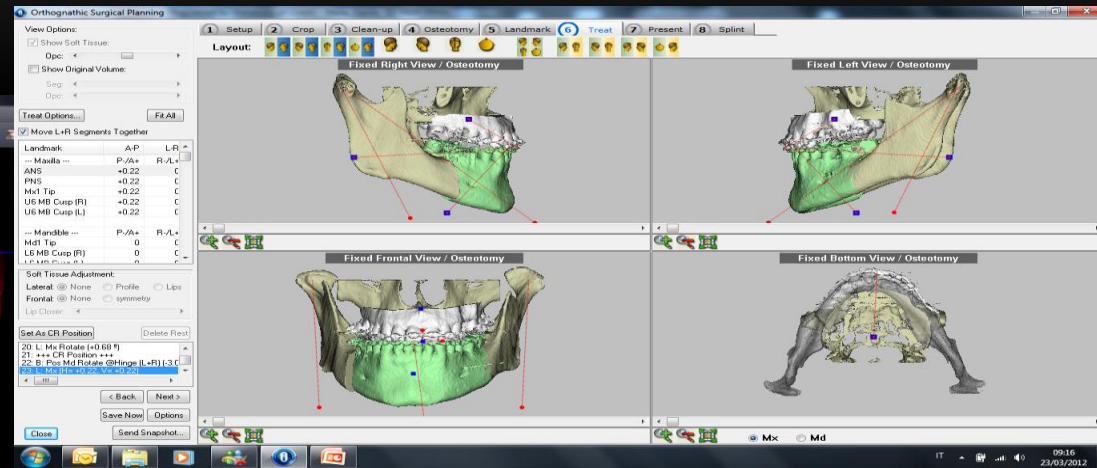 Orthognathic Surgical Planning
View Options:
Show Soft Tissue:
Opc:
Show Original Volume:
Seg:
Opc:
Treat Options... Fit All
Move L+R Segments Together
Landmark A-P L-R
--- Maxilla --- P-/A+ R-/L+
ANS +0.22
PNS +0.22
Mx1 Tip +0.22
U6 MB Cusp (R) +0.22
U6 MB Cusp (L) +0.22
--- Mandible --- P-/A+ R-/L+
Md1 Tip 0
L6 MB Cusp (R) 0
Soft Tissue Adjustment:
Lateral: None Profile Lips
Frontal: None symmetry
Lip Closer:
Set As CR Position Delete Rest
20: L: Mx Rotate (+0.68 º)
21: +++ CR Position +++
22: B: Pos Md Rotate @Hinge (L+R) (-3.0
23: L: Mx (H= +0.22, V= +0.22)
< Back Next >
Save Now Options
Close Send Snapshot...
1 Setup 2 Crop 3 Clean-up 4 Osteotomy 5 Landmark 6 Treat 7 Present 8 Splint
Layout:
Fixed Right View / Osteotomy
Fixed Left View / Osteotomy
Fixed Frontal View / Osteotomy
Fixed Bottom View / Osteotomy
Mx Md
IT 09:16
23/03/2012